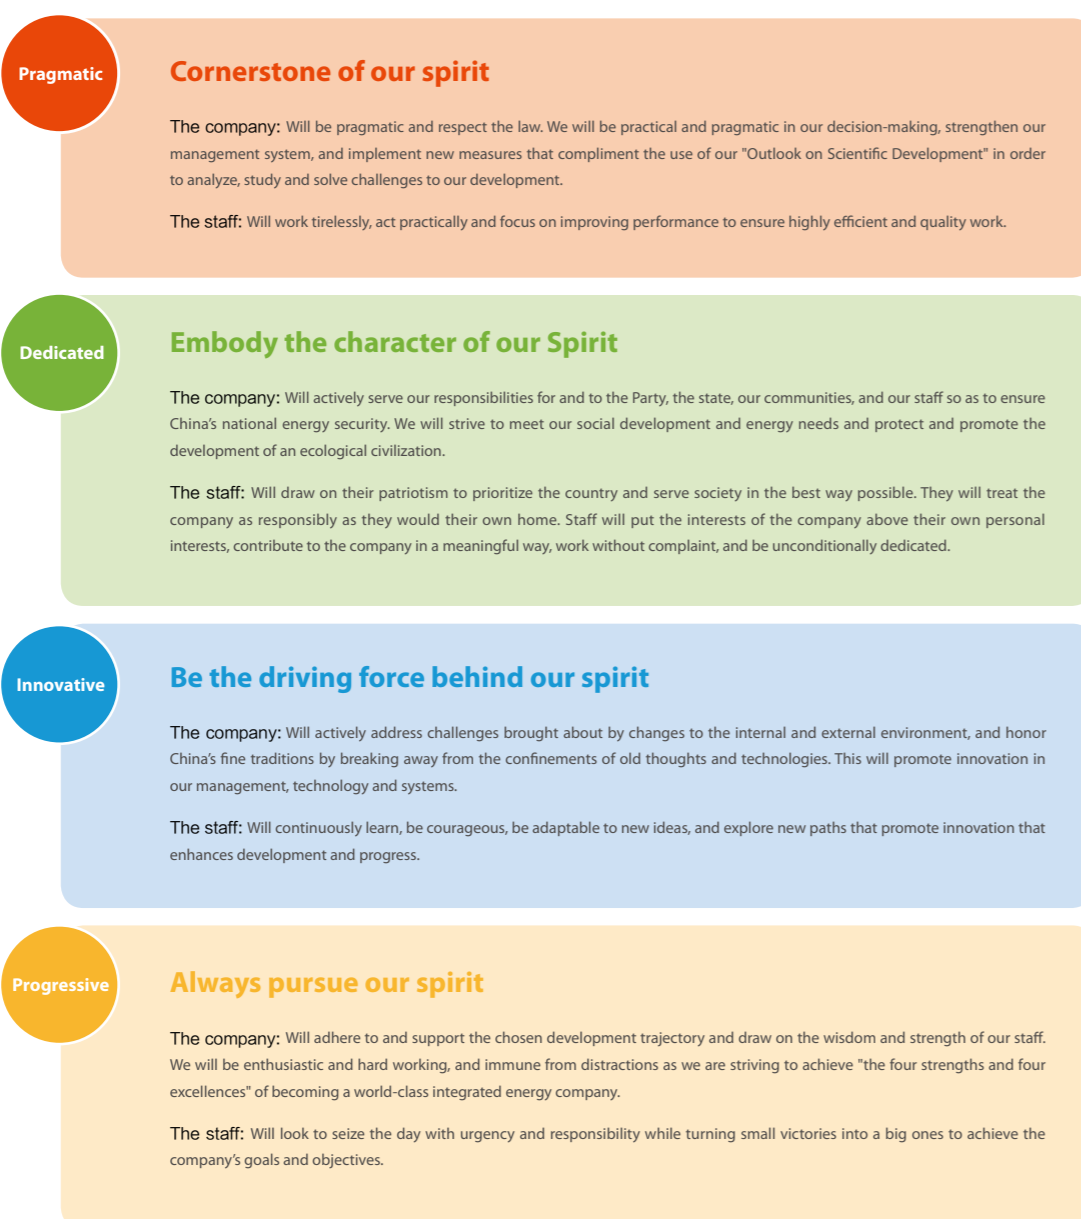 Pragmatic
Cornerstone of our spirit
The company: Will be pragmatic and respect the law. We will be practical and pragmatic in our decision-making, strengthen our
management system, and implement new measures that compliment the use of our "Outlook on Scientific Development" in order
to analyze, study and solve challenges to our development.
The staff: Will work tirelessly, act practically and focus on improving performance to ensure highly efficient and quality work.
Dedicated
Embody the character of our Spirit
The company: Will actively serve our responsibilities for and to the Party, the state, our communities, and our staff so as to ensure
China's national energy security. We will strive to meet our social development and energy needs and protect and promote the
development of an ecological civilization.
The staff: Will draw on their patriotism to prioritize the country and serve society in the best way possible. They will treat the
company as responsibly as they would their own home. Staff will put the interests of the company above their own personal
interests, contribute to the company in a meaningful way, work without complaint, and be unconditionally dedicated.
Innovative
Be the driving force behind our spirit
The company: Will actively address challenges brought about by changes to the internal and external environment, and honor
China's fine traditions by breaking away from the confinements of old thoughts and technologies. This will promote innovation in
our management, technology and systems.
The staff: Will continuously learn, be courageous, be adaptable to new ideas, and explore new paths that promote innovation that
enhances development and progress.
Progressive
Always pursue our spirit
The company: Will adhere to and support the chosen development trajectory and draw on the wisdom and strength of our staff.
We will be enthusiastic and hard working, and immune from distractions as we are striving to achieve "the four strengths and four
excellences" of becoming a world-class integrated energy company.
The staff: Will look to seize the day with urgency and responsibility while turning small victories into a big ones to achieve the
company's goals and objectives.